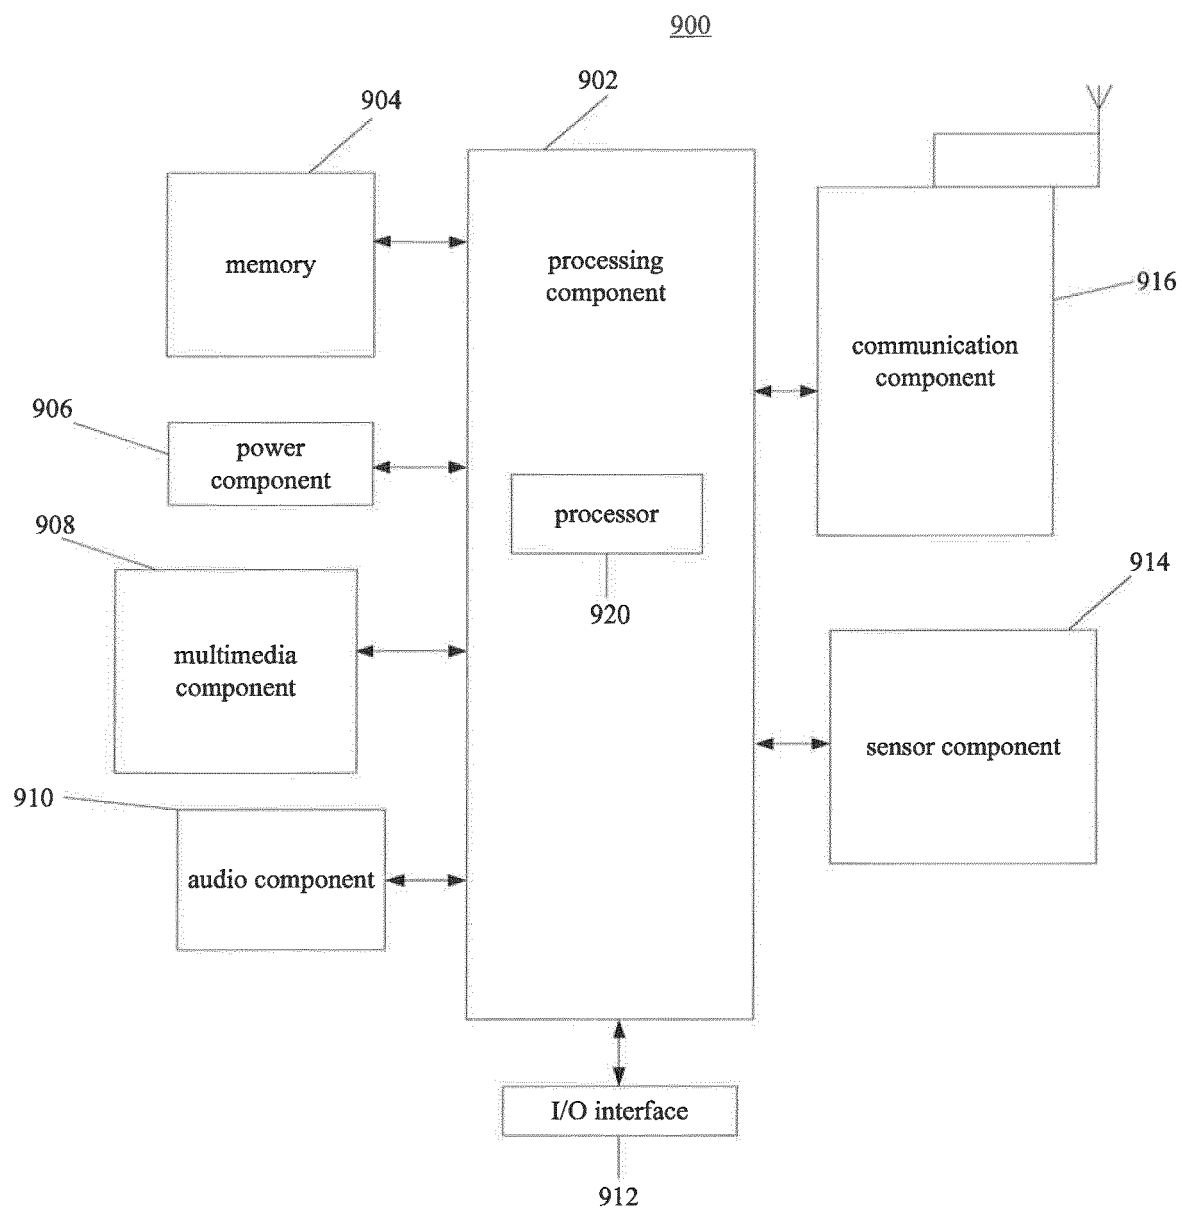 900
902
904
memory
processing
component
916
communication
component
906
power
component
processor
920
908
multimedia
component
914
sensor component
910
audio component
I/O interface
912